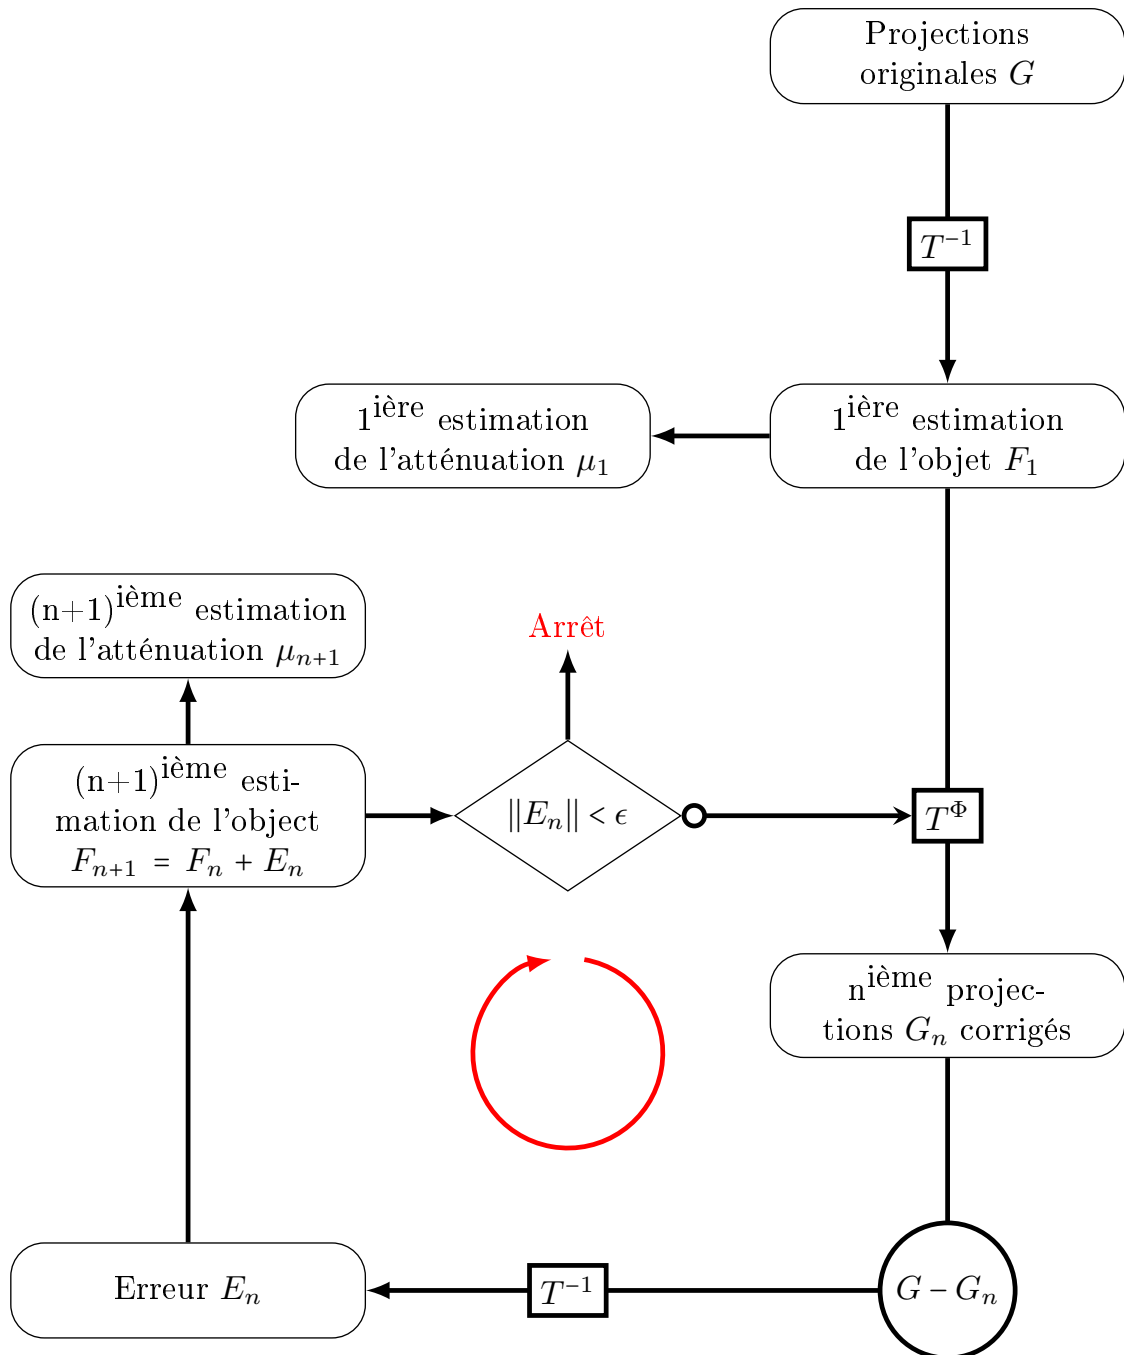 Projections
originales G
T⁻¹
1ière estimation
de l'atténuation μ₁
1ière estimation
de l'objet F₁
(n+1)ième estimation
de l'atténuation μₙ₊₁
Arrêt
(n+1)ième esti-
mation de l'object
Fₙ₊₁ = Fₙ + Eₙ
||Eₙ|| < ϵ
T^Φ
nième projec-
tions Gₙ corrigés
Erreur Eₙ
T⁻¹
G – Gₙ